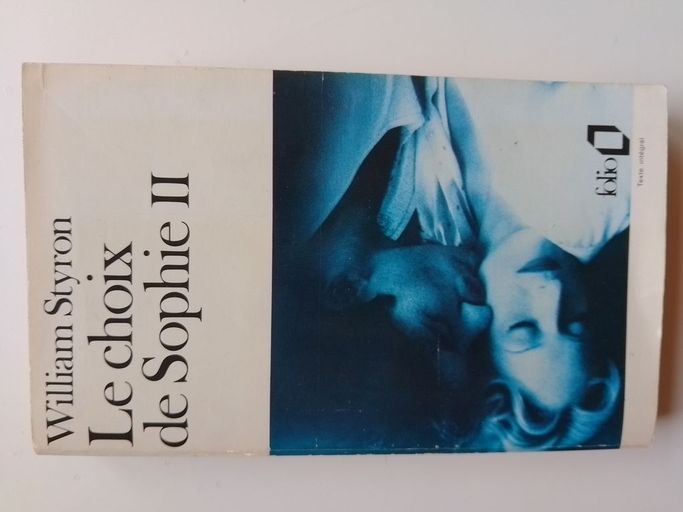 William Styron
Le choix
de Sophie II
folio
Texte intégral